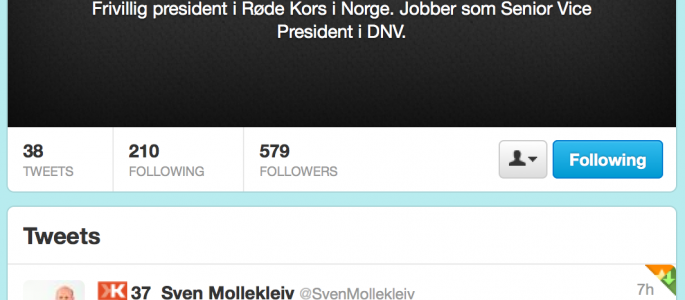 Frivillig president i Røde Kors i Norge. Jobber som Senior Vice
President i DNV.
38 210 579
TWEETS FOLLOWING FOLLOWERS
Following
Tweets
K 37 Sven Mollekleiv @SvenMollekleiv 7h